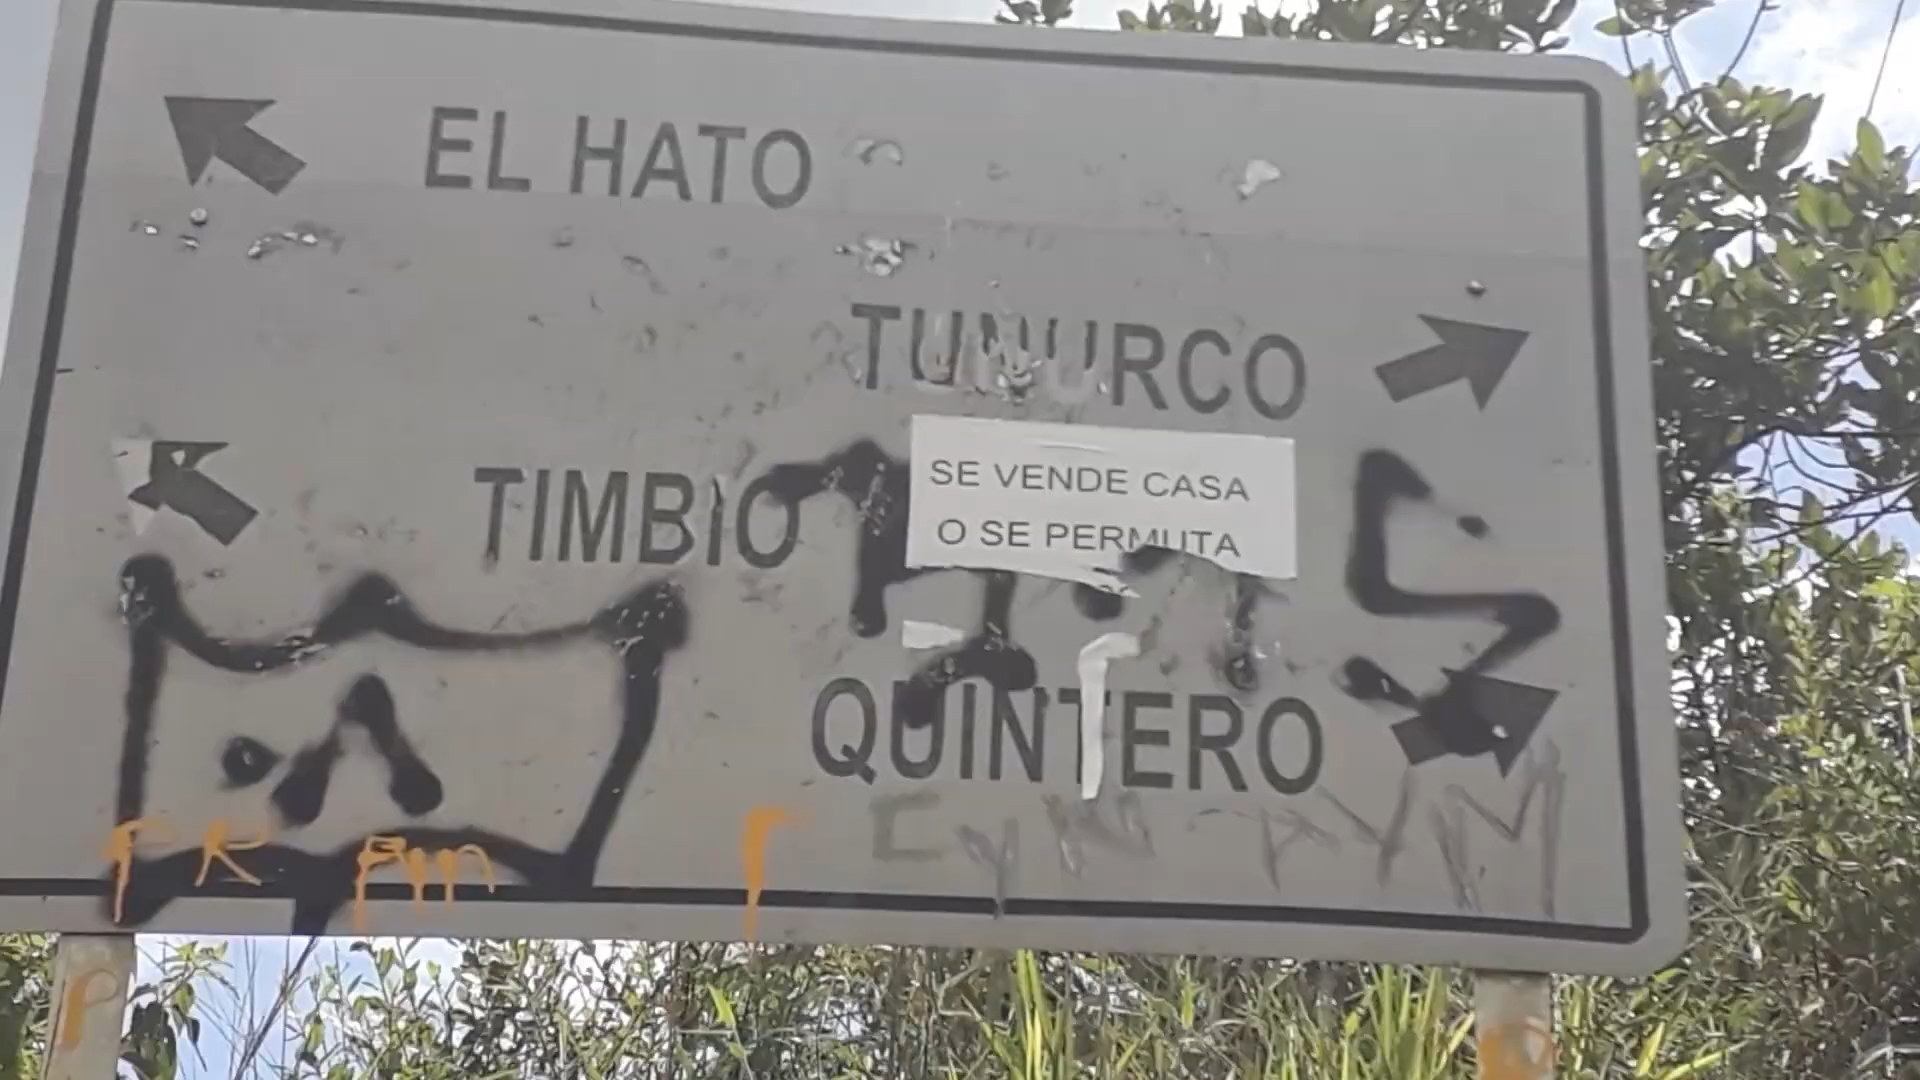 EL HATO
TUNURCO
TIMBIO
SE VENDE CASA
O SE PERMUTA
QUINTERO